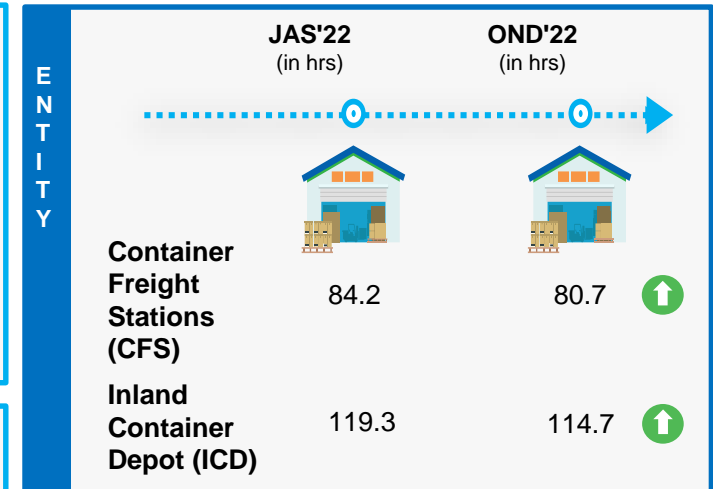 E
N
T
I
T
Y
JAS'22 OND'22
(in hrs) (in hrs)
Container
Freight
Stations
(CFS)
84.2 80.7
Inland
Container
Depot (ICD)
119.3 114.7